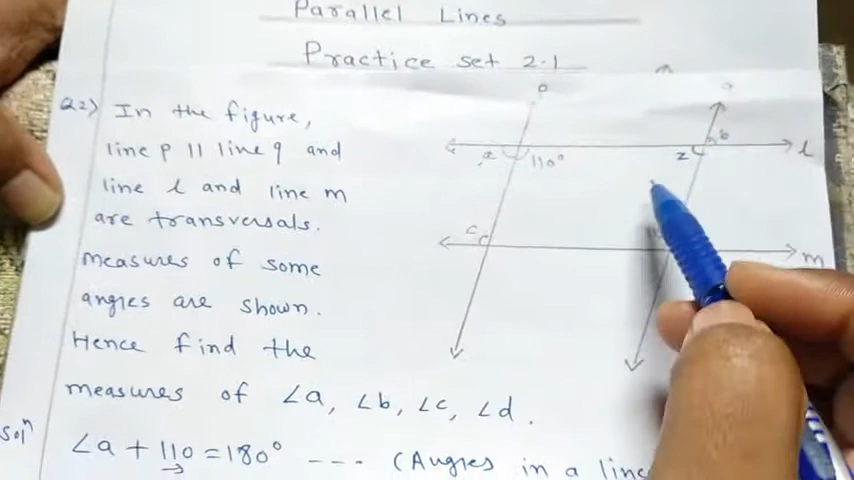 Parallel Lines
Practice set 2.1
Q2>) In the figure,
line p || line q and
line l and line m
are transversals.
measures of some
angles are shown.
Hence find the
measures of ∠a, ∠b, ∠c, ∠d.
Solⁿ
∠a + 110 = 180° --- (Angles in a line
p
b
a
110°
z
l
c
m